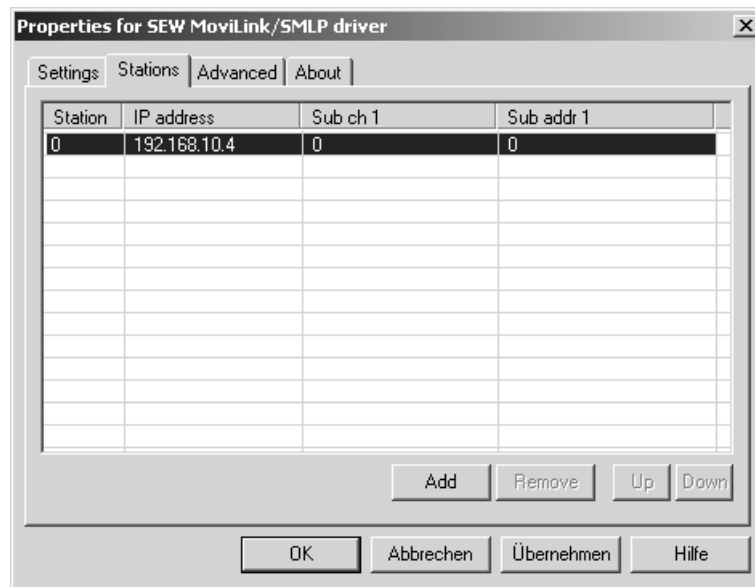 Properties for SEW MoviLink/SMLP driver
Settings Stations Advanced About
Station IP address Sub ch 1 Sub addr 1
0 192.168.10.4 0 0
Add Remove Up Down
OK Abbrechen Übernehmen Hilfe